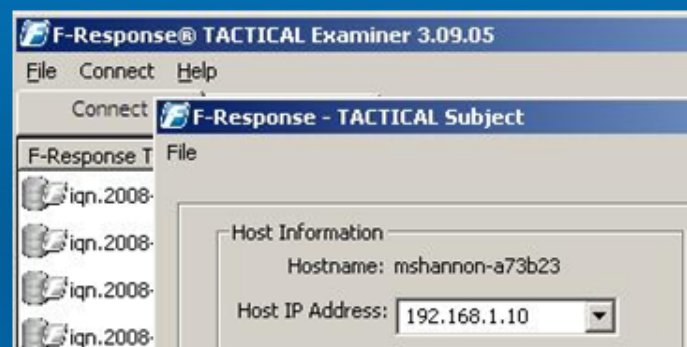 F-Response® TACTICAL Examiner 3.09.05
File Connect Help
Connect
F-Response - TACTICAL Subject
F-Response T
File
iqn.2008-
iqn.2008-
iqn.2008-
iqn.2008-
Host Information
Hostname: mshannon-a73b23
Host IP Address: 192.168.1.10